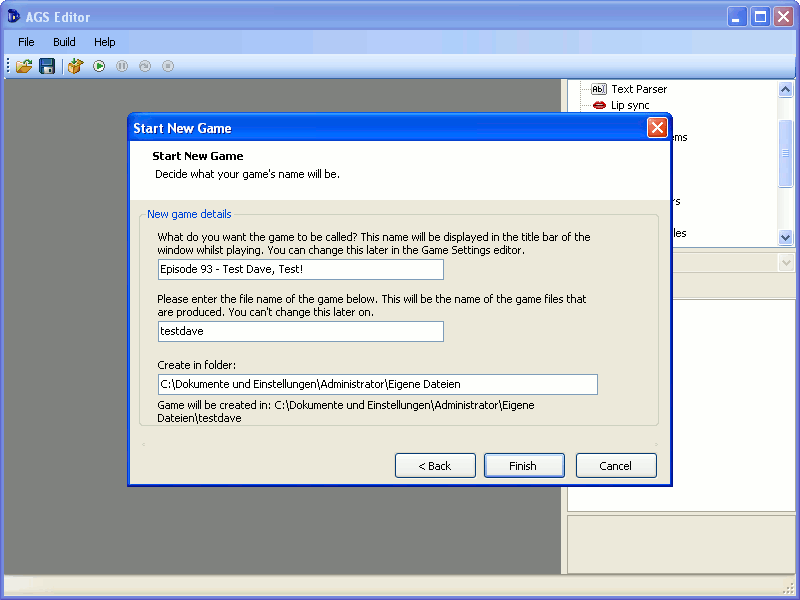 AGS Editor
File Build Help
Text Parser
Lip sync
Start New Game
Start New Game
Decide what your game's name will be.
New game details
What do you want the game to be called? This name will be displayed in the title bar of the
window whilst playing. You can change this later in the Game Settings editor.
Episode 93 - Test Dave, Test!
Please enter the file name of the game below. This will be the name of the game files that
are produced. You can't change this later on.
testdave
Create in folder:
C:\Dokumente und Einstellungen\Administrator\Eigene Dateien
Game will be created in: C:\Dokumente und Einstellungen\Administrator\Eigene
Dateien\testdave
< Back Finish Cancel